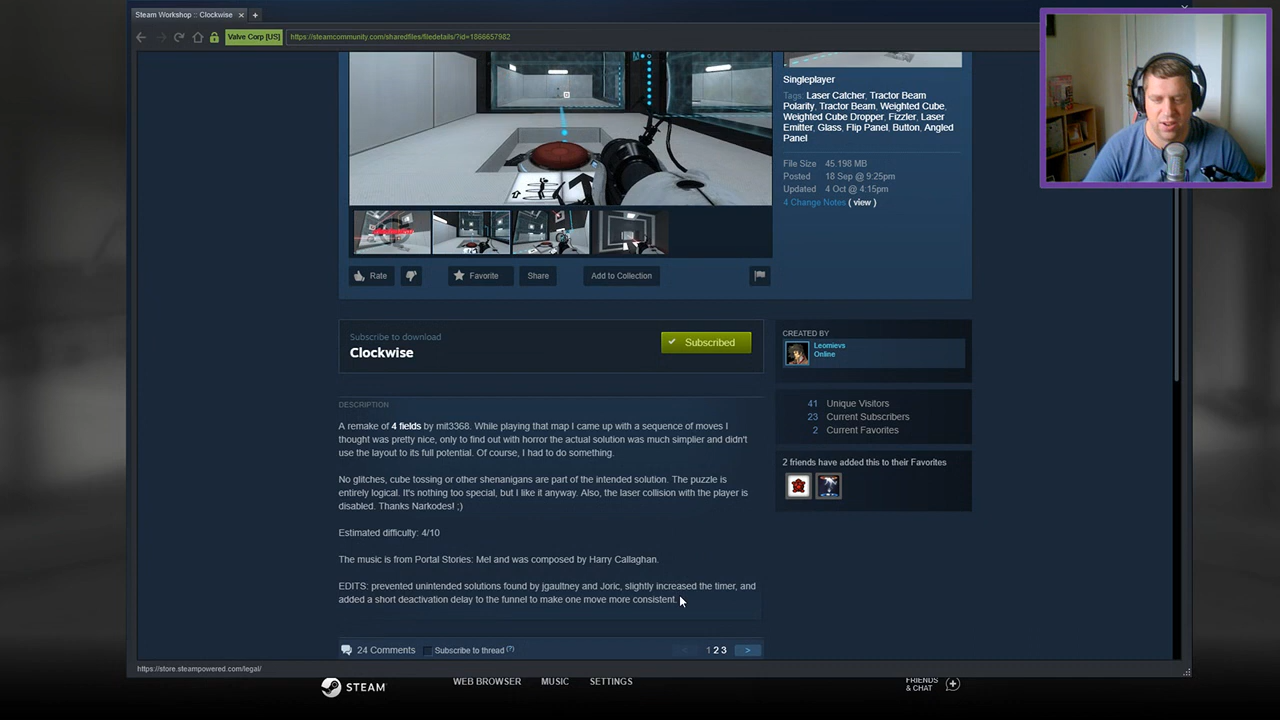 Steam Workshop :: Clockwise
Valve Corp [US]
https://steamcommunity.com/sharedfiles/filedetails/?id=1866657982
Singleplayer
Tags: Laser Catcher, Tractor Beam
Polarity, Tractor Beam, Weighted Cube,
Weighted Cube Dropper, Fizzler, Laser
Emitter, Glass, Flip Panel, Button, Angled
Panel
File Size 45.198 MB
Posted 18 Sep @ 9:25pm
Updated 4 Oct @ 4:15pm
4 Change Notes ( view )
Rate
Favorite
Share
Add to Collection
Subscribe to download
Clockwise
Subscribed
CREATED BY
Leomievs
Online
41 Unique Visitors
23 Current Subscribers
2 Current Favorites
2 friends have added this to their Favorites
DESCRIPTION
A remake of 4 fields by mit3368. While playing that map I came up with a sequence of moves I
thought was pretty nice, only to find out with horror the actual solution was much simplier and didn't
use the layout to its full potential. Of course, I had to do something.
No glitches, cube tossing or other shenanigans are part of the intended solution. The puzzle is
entirely logical. It's nothing too special, but I like it anyway. Also, the laser collision with the player is
disabled. Thanks Narkodes! ;)
Estimated difficulty: 4/10
The music is from Portal Stories: Mel and was composed by Harry Callaghan.
EDITS: prevented unintended solutions found by jgaultney and Joric, slightly increased the timer, and
added a short deactivation delay to the funnel to make one move more consistent.
24 Comments
Subscribe to thread (?)
< 1 2 3 >
https://store.steampowered.com/legal/
STEAM
WEB BROWSER
MUSIC
SETTINGS
FRIENDS
& CHAT